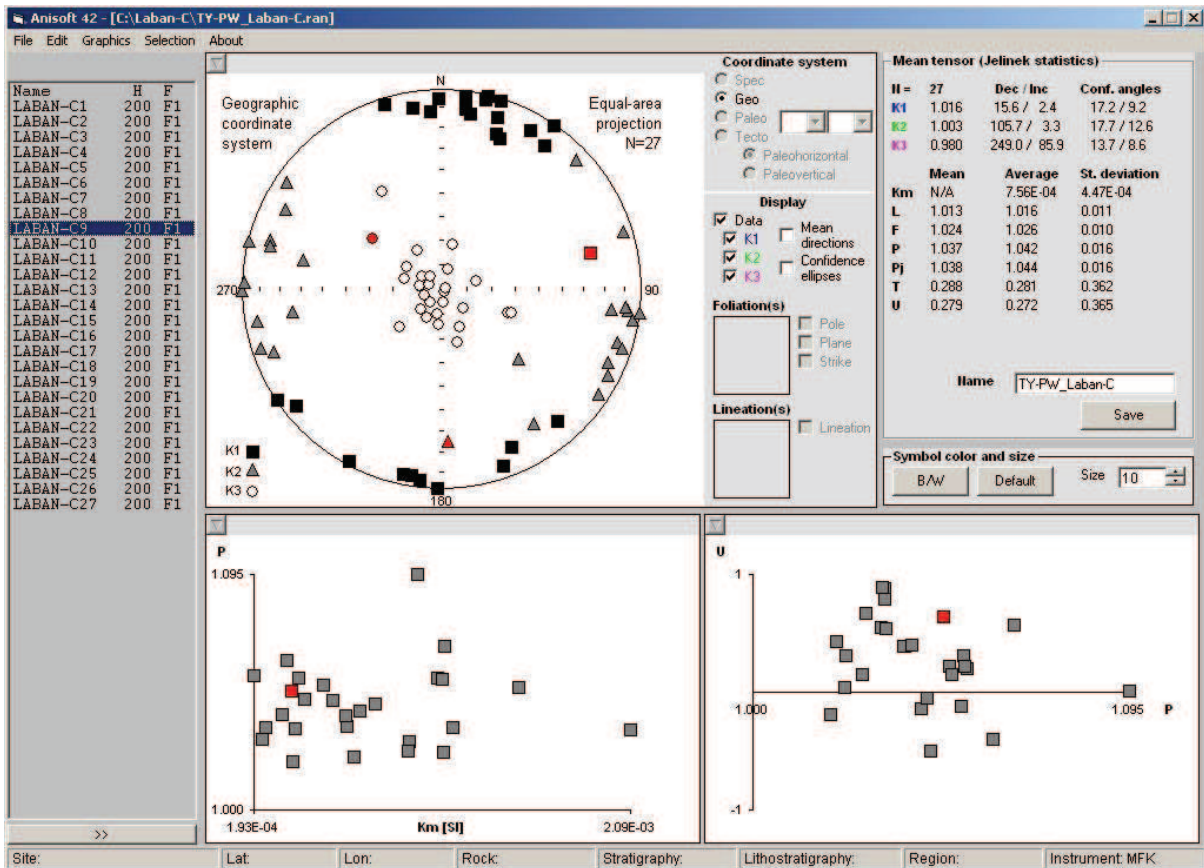 Anisoft 42 - [C:\Laban-C\TY-PW_Laban-C.ran]
File Edit Graphics Selection About
Name H F
LABAN-C1 200 F1
LABAN-C2 200 F1
LABAN-C3 200 F1
LABAN-C4 200 F1
LABAN-C5 200 F1
LABAN-C6 200 F1
LABAN-C7 200 F1
LABAN-C8 200 F1
LABAN-C9 200 F1
LABAN-C10 200 F1
LABAN-C11 200 F1
LABAN-C12 200 F1
LABAN-C13 200 F1
LABAN-C14 200 F1
LABAN-C15 200 F1
LABAN-C16 200 F1
LABAN-C17 200 F1
LABAN-C18 200 F1
LABAN-C19 200 F1
LABAN-C20 200 F1
LABAN-C21 200 F1
LABAN-C22 200 F1
LABAN-C23 200 F1
LABAN-C24 200 F1
LABAN-C25 200 F1
LABAN-C26 200 F1
LABAN-C27 200 F1
>>
Geographic
coordinate
system
N
Equal-area
projection
N=27
270
90
180
K1
K2
K3
Coordinate system
Spec
Geo
Paleo
Tecto
Paleohorizontal
Paleovertical
Display
Data
K1
K2
K3
Mean
directions
Confidence
ellipses
Foliation(s)
Pole
Plane
Strike
Lineation(s)
Lineation
Mean tensor (Jelinek statistics)
N = 27 Dec / Inc Conf. angles
K1 1.016 15.6 / 2.4 17.2 / 9.2
K2 1.003 105.7 / 3.3 17.7 / 12.6
K3 0.980 249.0 / 85.9 13.7 / 8.6
Mean Average St. deviation
Km N/A 7.56E-04 4.47E-04
L 1.013 1.016 0.011
F 1.024 1.026 0.010
P 1.037 1.042 0.016
Pj 1.038 1.044 0.016
T 0.288 0.281 0.362
U 0.279 0.272 0.365
Name TY-PW_Laban-C
Save
Symbol color and size
B/W Default Size 10
P
1.095
1.000
1.93E-04 Km [SI] 2.09E-03
U
1
1.000 1.095 P
-1
Site: Lat: Lon: Rock: Stratigraphy: Lithostratigraphy: Region: Instrument: MFK